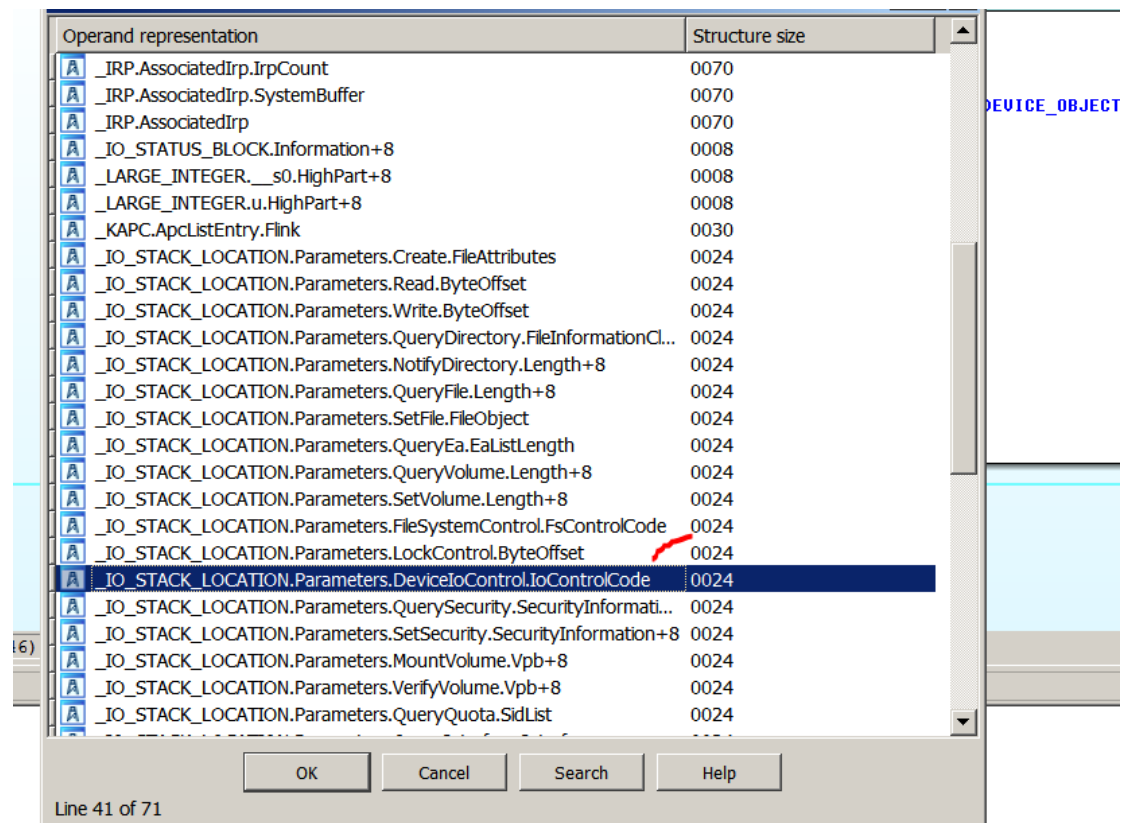 Operand representation Structure size
_IRP.AssociatedIrp.IrpCount 0070
_IRP.AssociatedIrp.SystemBuffer 0070
_IRP.AssociatedIrp 0070
_IO_STATUS_BLOCK.Information+8 0008
_LARGE_INTEGER.__s0.HighPart+8 0008
_LARGE_INTEGER.u.HighPart+8 0008
_KAPC.ApcListEntry.Flink 0030
_IO_STACK_LOCATION.Parameters.Create.FileAttributes 0024
_IO_STACK_LOCATION.Parameters.Read.ByteOffset 0024
_IO_STACK_LOCATION.Parameters.Write.ByteOffset 0024
_IO_STACK_LOCATION.Parameters.QueryDirectory.FileInformationCl... 0024
_IO_STACK_LOCATION.Parameters.NotifyDirectory.Length+8 0024
_IO_STACK_LOCATION.Parameters.QueryFile.Length+8 0024
_IO_STACK_LOCATION.Parameters.SetFile.FileObject 0024
_IO_STACK_LOCATION.Parameters.QueryEa.EaListLength 0024
_IO_STACK_LOCATION.Parameters.QueryVolume.Length+8 0024
_IO_STACK_LOCATION.Parameters.SetVolume.Length+8 0024
_IO_STACK_LOCATION.Parameters.FileSystemControl.FsControlCode 0024
_IO_STACK_LOCATION.Parameters.LockControl.ByteOffset 0024
_IO_STACK_LOCATION.Parameters.DeviceIoControl.IoControlCode 0024
_IO_STACK_LOCATION.Parameters.QuerySecurity.SecurityInformati... 0024
_IO_STACK_LOCATION.Parameters.SetSecurity.SecurityInformation+8 0024
_IO_STACK_LOCATION.Parameters.MountVolume.Vpb+8 0024
_IO_STACK_LOCATION.Parameters.VerifyVolume.Vpb+8 0024
_IO_STACK_LOCATION.Parameters.QueryQuota.SidList 0024
OK Cancel Search Help
Line 41 of 71
DEVICE_OBJECT
6)